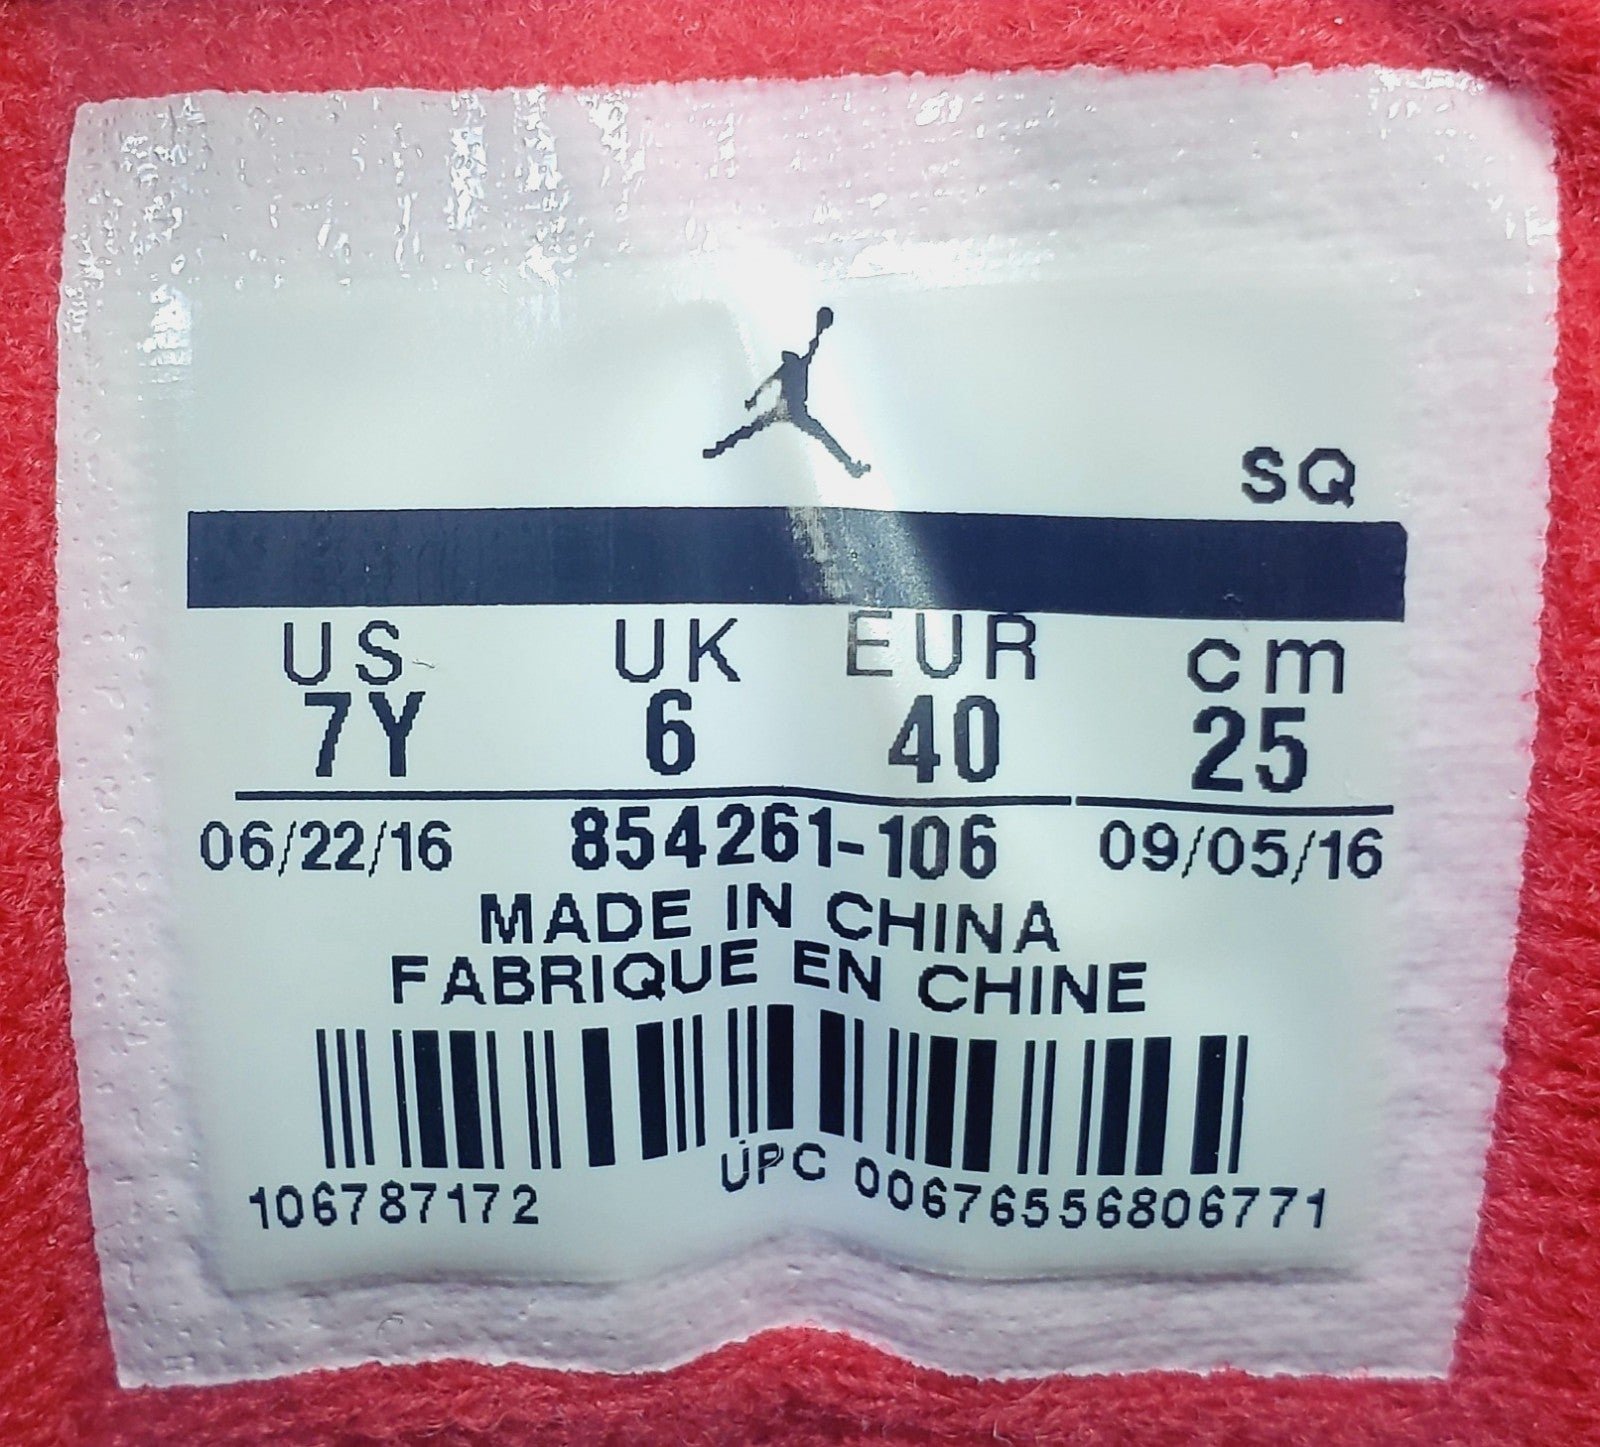 SQ
US UK EUR cm
7Y 6 40 25
06/22/16 854261-106 09/05/16
MADE IN CHINA
FABRIQUE EN CHINE
106787172 UPC 00676556806771